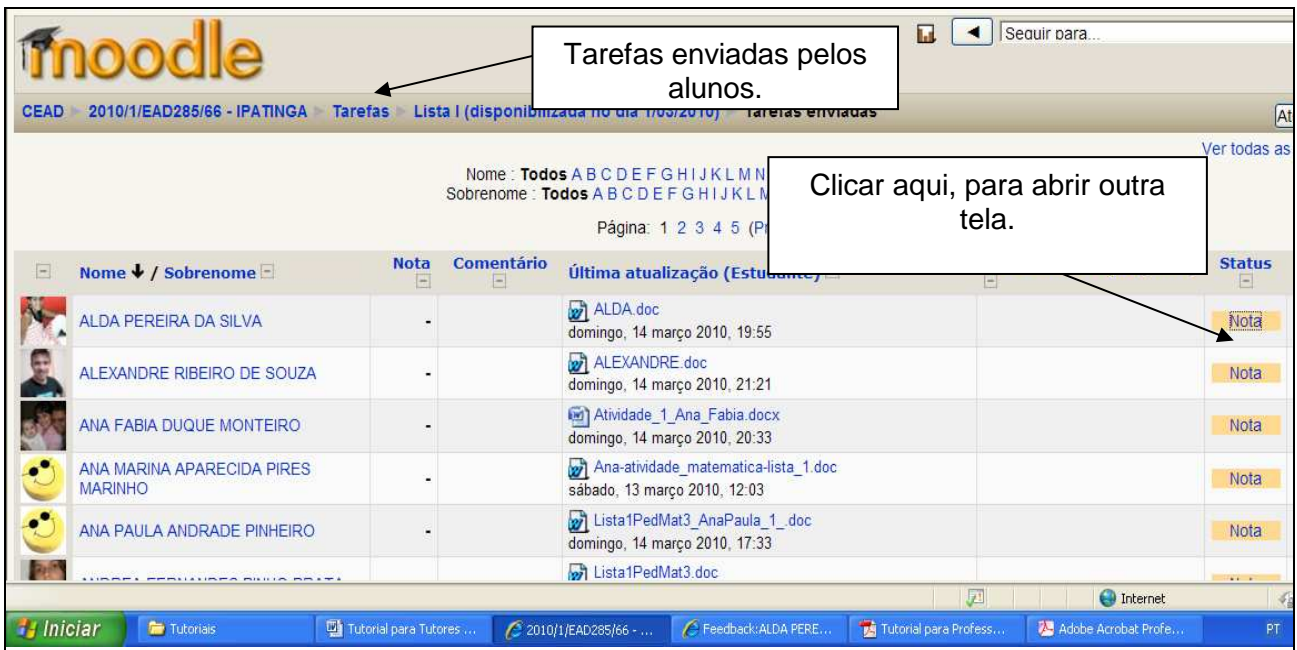 moodle
Seguir para...
Tarefas enviadas pelos
alunos.
CEAD ► 2010/1/EAD285/66 - IPATINGA ► Tarefas ► Lista I (disponibilizada no dia 1/03/2010) ► Tarefas enviadas
At
Ver todas as
Nome : Todos A B C D E F G H I J K L M N
Sobrenome : Todos A B C D E F G H I J K L
Página: 1 2 3 4 5
Clicar aqui, para abrir outra
tela.
Nome / Sobrenome Nota Comentário Última atualização (Estudante) Status
ALDA PEREIRA DA SILVA - ALDA.doc Nota
domingo, 14 março 2010, 19:55
ALEXANDRE RIBEIRO DE SOUZA - ALEXANDRE.doc Nota
domingo, 14 março 2010, 21:21
ANA FABIA DUQUE MONTEIRO - Atividade_1_Ana_Fabia.docx Nota
domingo, 14 março 2010, 20:33
ANA MARINA APARECIDA PIRES
MARINHO - Ana-atividade_matematica-lista_1.doc Nota
sábado, 13 março 2010, 12:03
ANA PAULA ANDRADE PINHEIRO - Lista1PedMat3_AnaPaula_1_.doc Nota
domingo, 14 março 2010, 17:33
Lista1PedMat3.doc
Internet
Iniciar Tutoriais Tutorial para Tutores ... 2010/1/EAD285/66 - ... Feedback:ALDA PERE... Tutorial para Profess... Adobe Acrobat Profe... PT